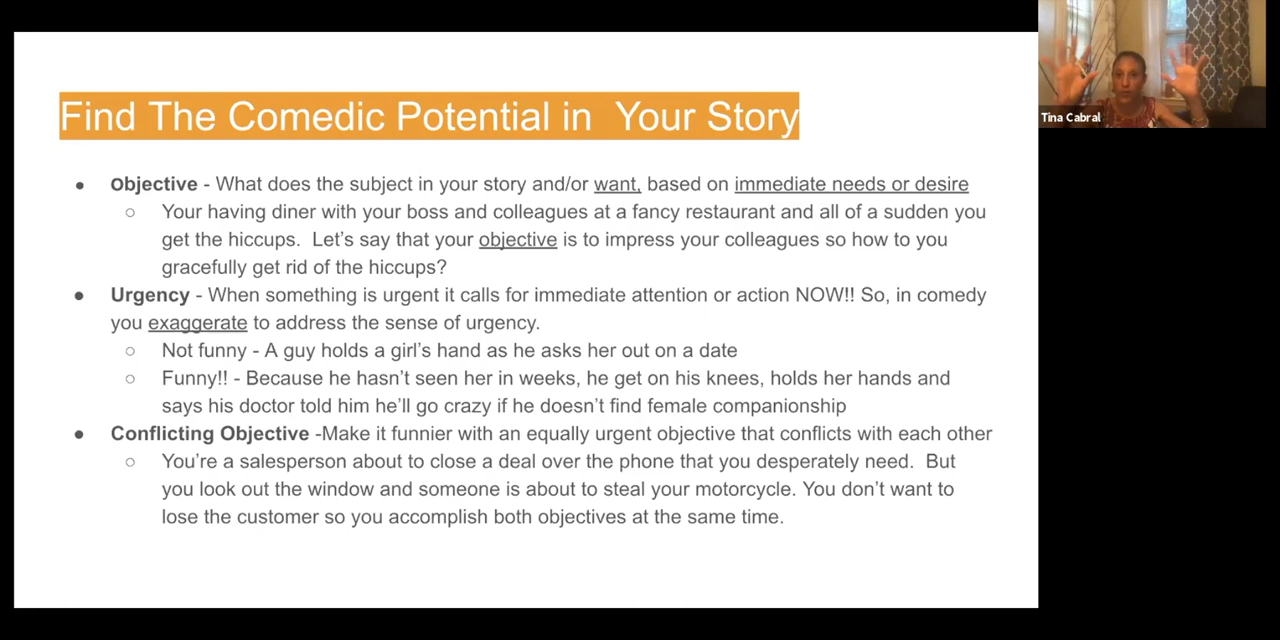 Find The Comedic Potential in  Your Story
● Objective - What does the subject in your story and/or want, based on immediate needs or desire
○ Your having diner with your boss and colleagues at a fancy restaurant and all of a sudden you
get the hiccups.  Let's say that your objective is to impress your colleagues so how to you
gracefully get rid of the hiccups?
● Urgency - When something is urgent it calls for immediate attention or action NOW!! So, in comedy
you exaggerate to address the sense of urgency.
○ Not funny - A guy holds a girl's hand as he asks her out on a date
○ Funny!! - Because he hasn't seen her in weeks, he get on his knees, holds her hands and
says his doctor told him he'll go crazy if he doesn't find female companionship
● Conflicting Objective -Make it funnier with an equally urgent objective that conflicts with each other
○ You're a salesperson about to close a deal over the phone that you desperately need.  But
you look out the window and someone is about to steal your motorcycle. You don't want to
lose the customer so you accomplish both objectives at the same time.
Tina Cabral